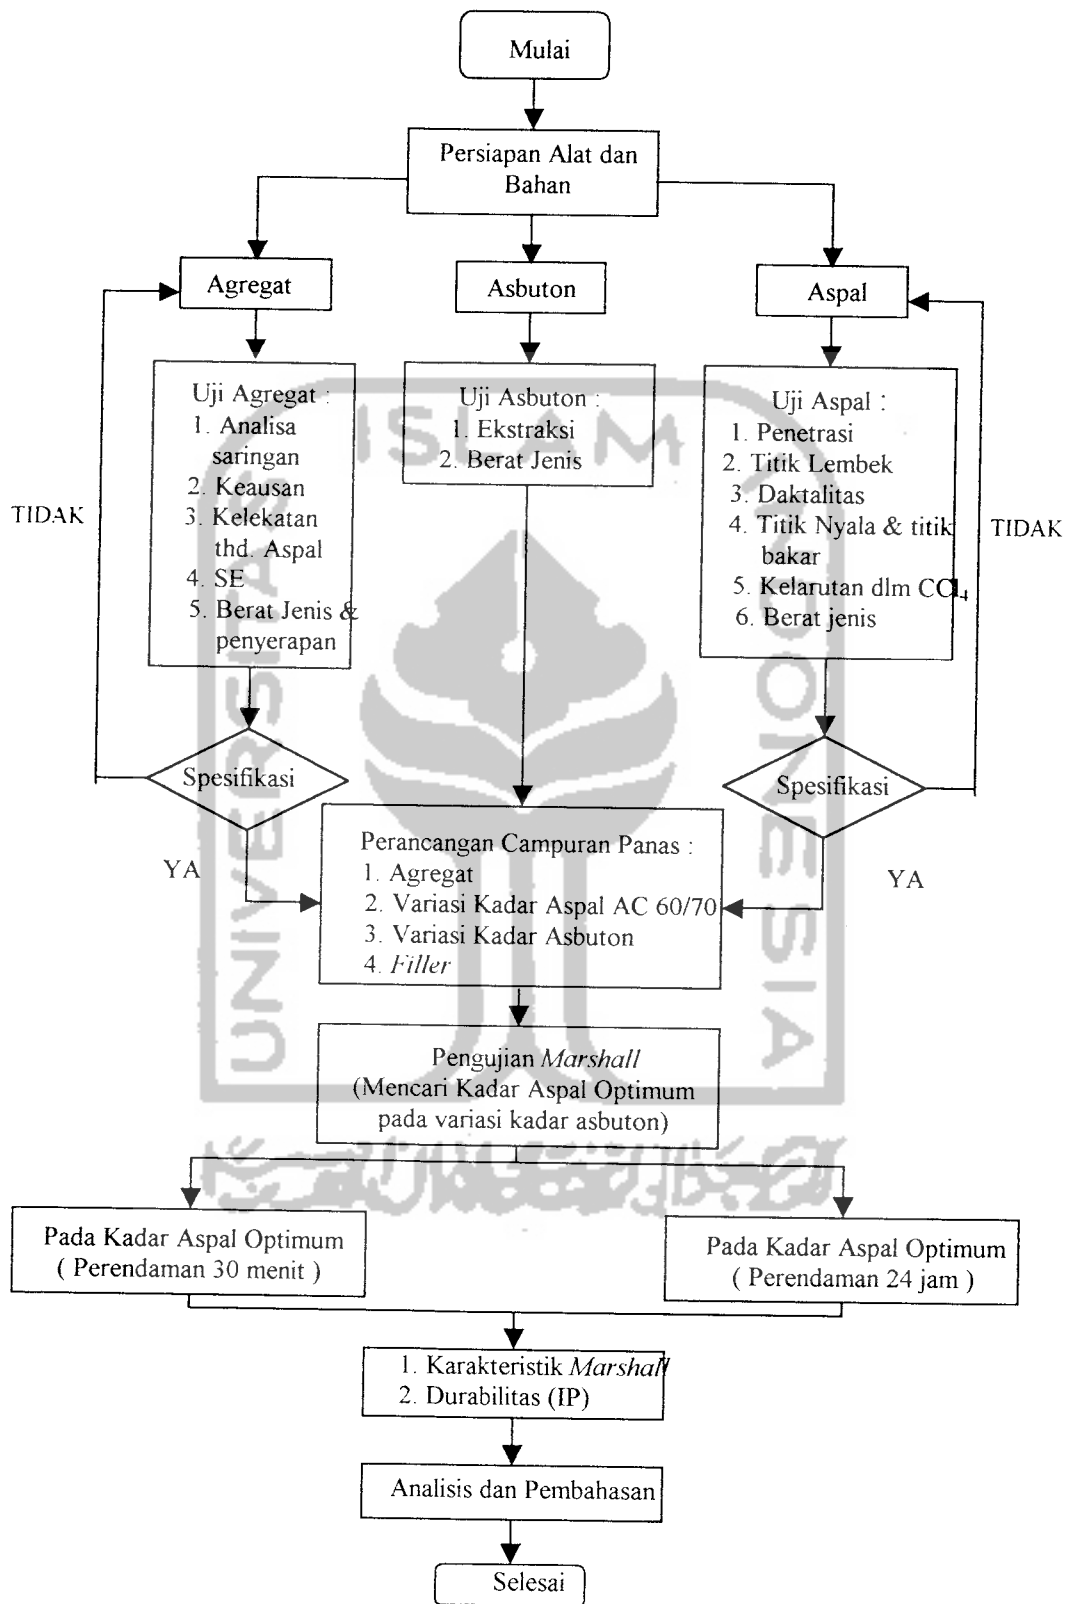 Mulai
Persiapan Alat dan
Bahan
Agregat
Asbuton
Aspal
Uji Agregat :
1. Analisa
saringan
2. Keausan
3. Kelekatan
thd. Aspal
4. SE
5. Berat Jenis &
penyerapan
Uji Asbuton :
1. Ekstraksi
2. Berat Jenis
Uji Aspal :
1. Penetrasi
2. Titik Lembek
3. Daktalitas
4. Titik Nyala & titik
bakar
5. Kelarutan dlm CCL4
6. Berat jenis
TIDAK
TIDAK
Spesifikasi
Spesifikasi
YA
YA
Perancangan Campuran Panas :
1. Agregat
2. Variasi Kadar Aspal AC 60/70
3. Variasi Kadar Asbuton
4. Filler
Pengujian Marshall
(Mencari Kadar Aspal Optimum
pada variasi kadar asbuton)
Pada Kadar Aspal Optimum
( Perendaman 30 menit )
Pada Kadar Aspal Optimum
( Perendaman 24 jam )
1. Karakteristik Marshall
2. Durabilitas (IP)
Analisis dan Pembahasan
Selesai
UNIVERSITAS
ISLAM
INDONESIA